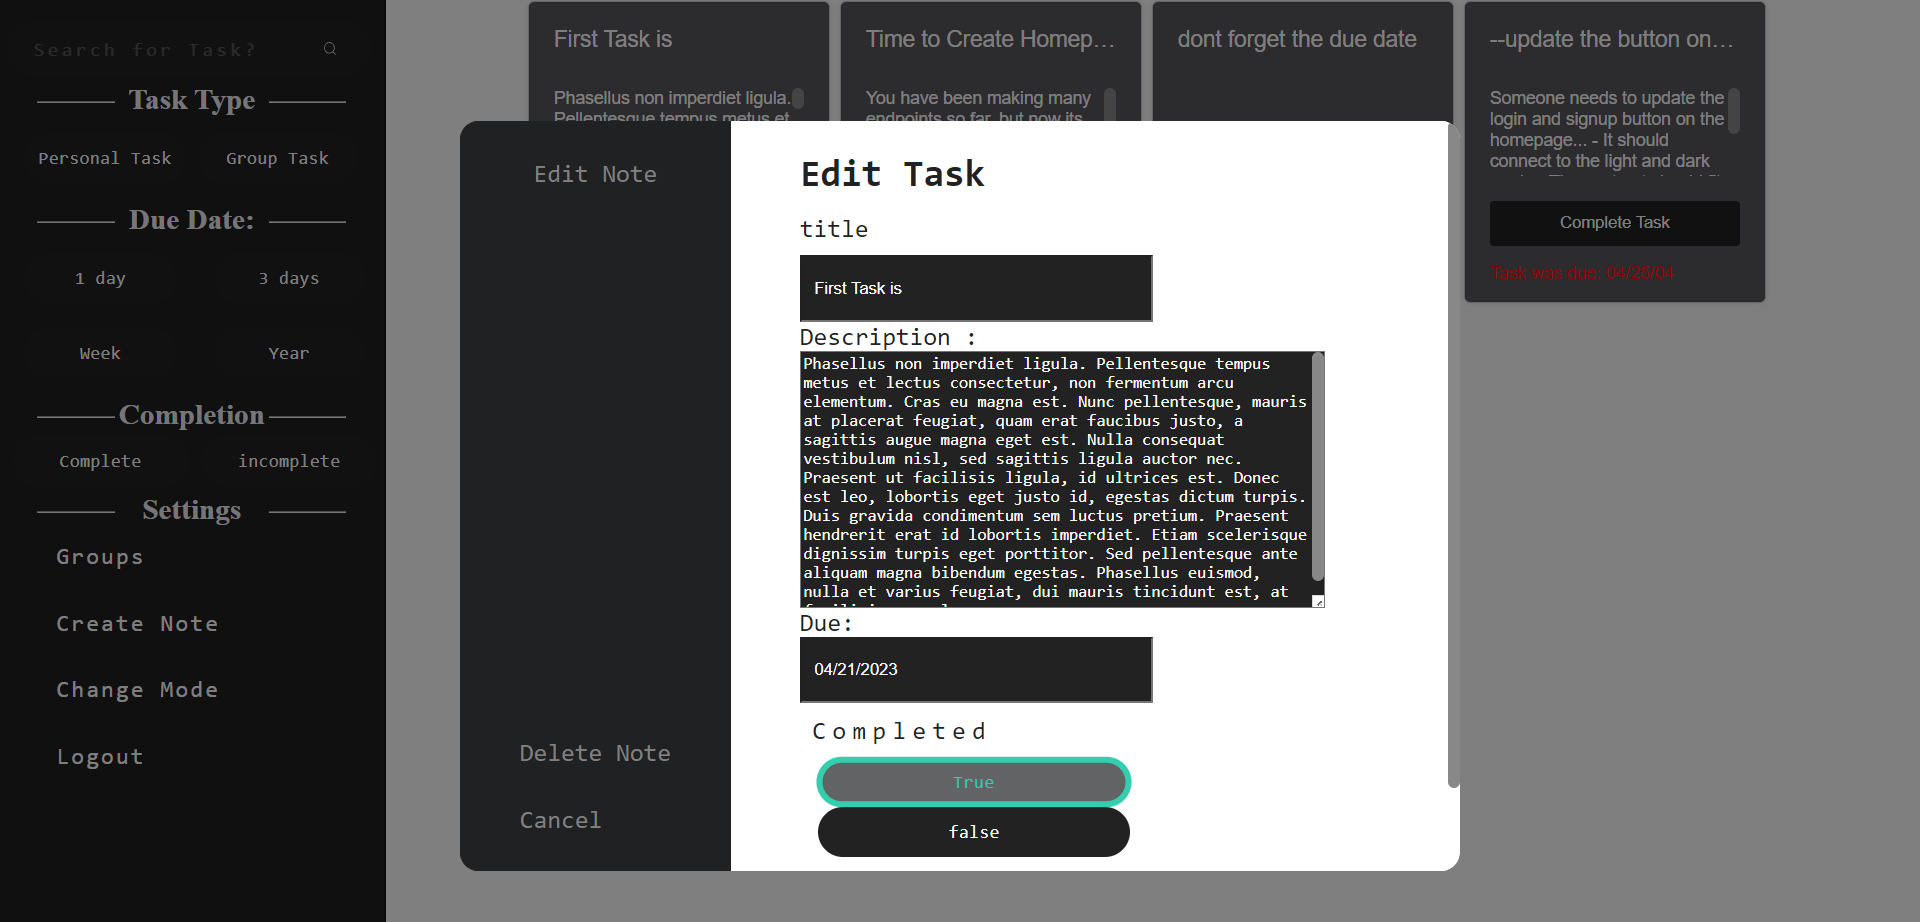 Search for Task?
Task Type
Personal Task
Group Task
Due Date:
1 day
3 days
Week
Year
Completion
Complete
incomplete
Settings
Groups
Create Note
Change Mode
Logout
First Task is
Phasellus non imperdiet ligula.
Pellentesque tempus metus et
Time to Create Homep...
You have been making many
endpoints so far, but now its
dont forget the due date
--update the button on...
Someone needs to update the
login and signup button on the
homepage... - It should
connect to the light and dark
Complete Task
Task was due: 04/25/04
Edit Note
Delete Note
Cancel
Edit Task
title
First Task is
Description :
Phasellus non imperdiet ligula. Pellentesque tempus
metus et lectus consectetur, non fermentum arcu
elementum. Cras eu magna est. Nunc pellentesque, mauris
at placerat feugiat, quam erat faucibus justo, a
sagittis augue magna eget est. Nulla consequat
vestibulum nisl, sed sagittis ligula auctor nec.
Praesent ut facilisis ligula, id ultrices est. Donec
est leo, lobortis eget justo id, egestas dictum turpis.
Duis gravida condimentum sem luctus pretium. Praesent
hendrerit erat id lobortis imperdiet. Etiam scelerisque
dignissim turpis eget porttitor. Sed pellentesque ante
aliquam magna bibendum egestas. Phasellus euismod,
nulla et varius feugiat, dui mauris tincidunt est, at
Due:
04/21/2023
Completed
True
false